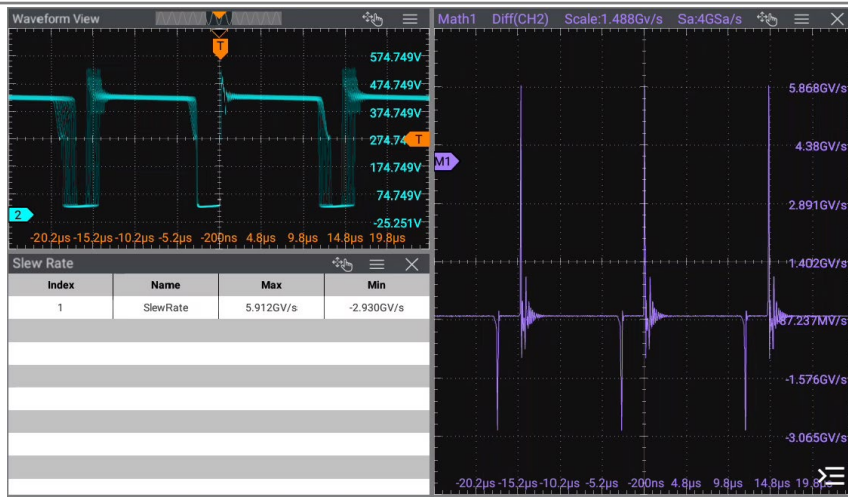 Waveform View
T
574.749V
474.749V
374.749V
274.74
T
174.749V
74.749V
2
-25.251V
-20.2µs -15.2µs -10.2µs -5.2µs -200ns 4.8µs 9.8µs 14.8µs 19.8µs
Slew Rate
Index Name Max Min
1 SlewRate 5.912GV/s -2.930GV/s
Math1 Diff(CH2) Scale:1.488Gv/s Sa:4GSa/s
5.868GV/s
4.38GV/s
M1
2.891GV/s
1.402GV/s
37.237MV/s
-1.576GV/s
-3.065GV/s
-20.2µs -15.2µs -10.2µs -5.2µs -200ns 4.8µs 9.8µs 14.8µs 19.8